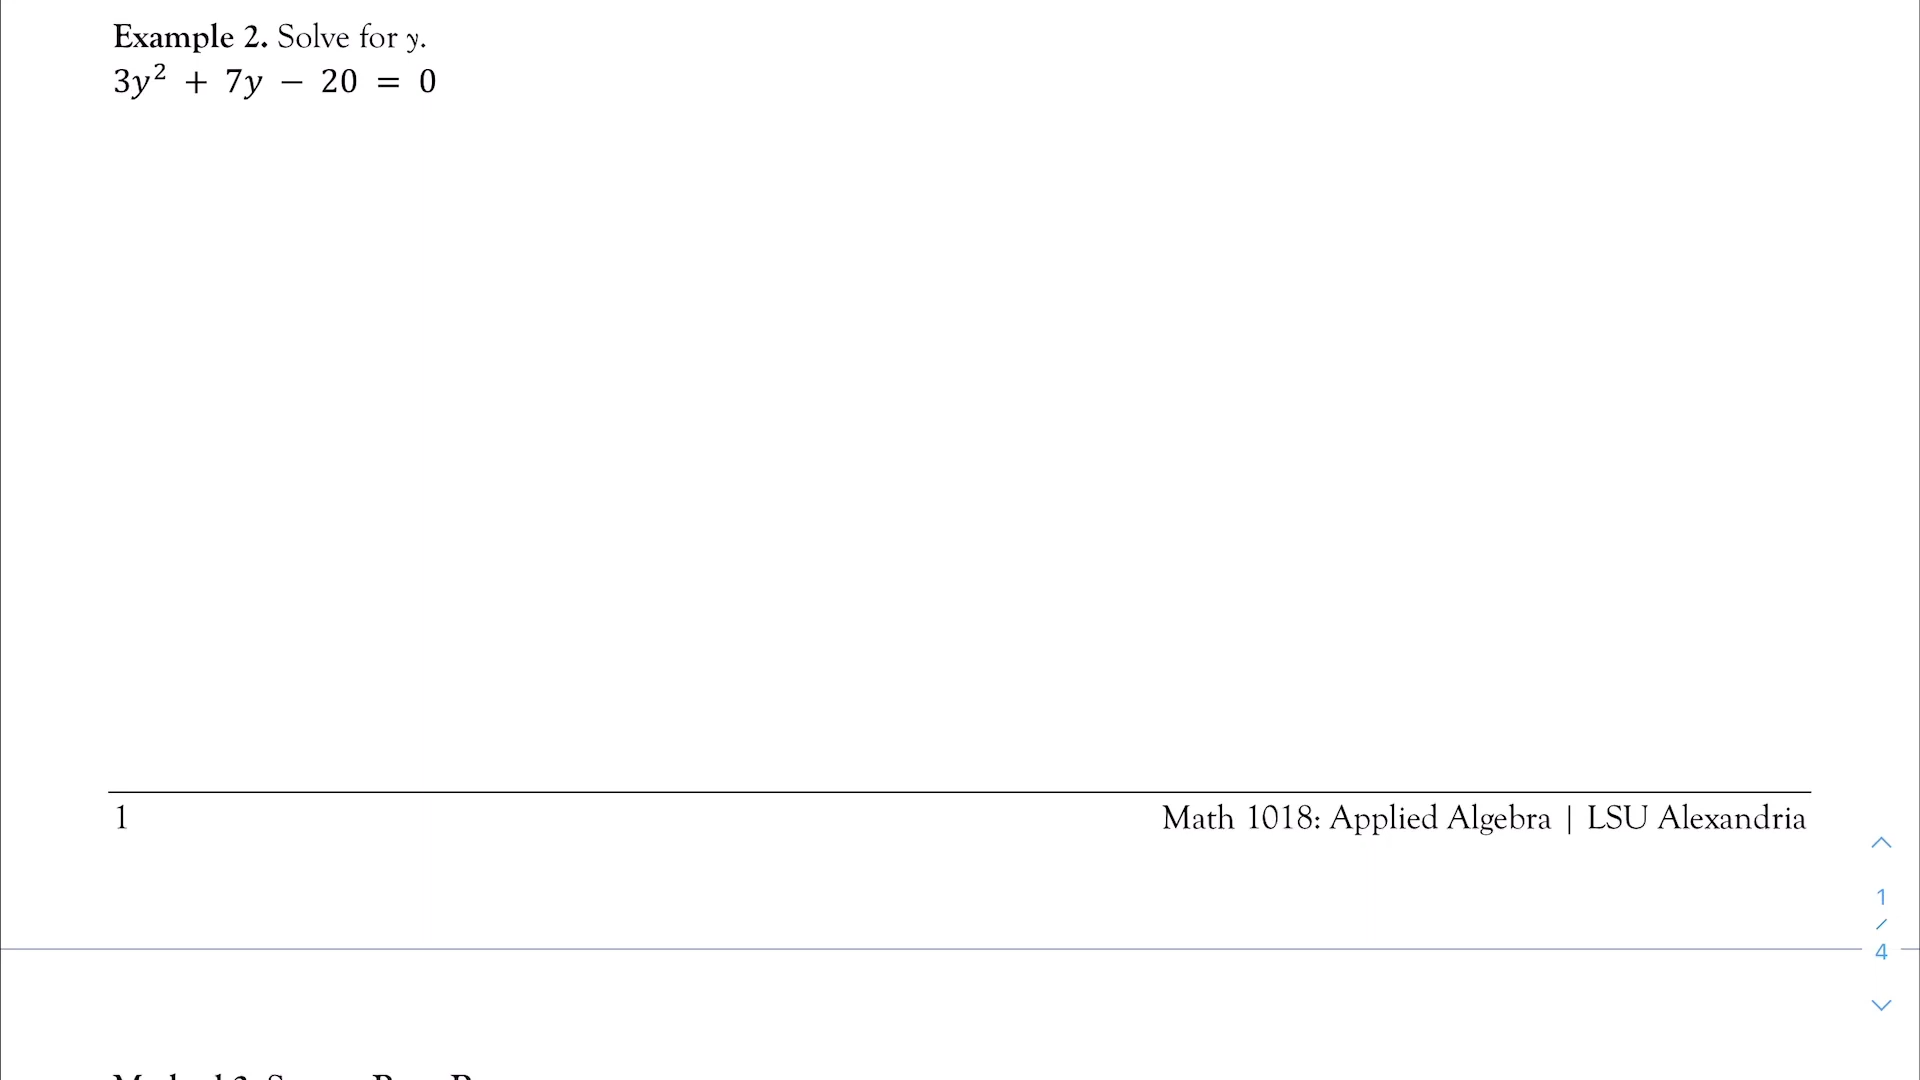 Example 2. Solve for y.
3y² + 7y − 20 = 0
1
Math 1018: Applied Algebra | LSU Alexandria
1
/
4